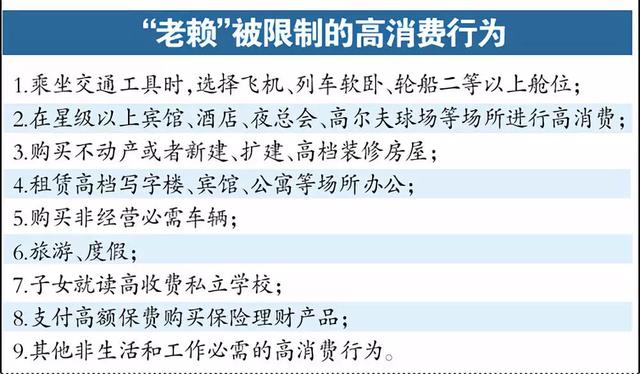 “老赖”被限制的高消费行为
1.乘坐交通工具时，选择飞机、列车软卧、轮船二等以上舱位；
2.在星级以上宾馆、酒店、夜总会、高尔夫球场等场所进行高消费；
3.购买不动产或者新建、扩建、高档装修房屋；
4.租赁高档写字楼、宾馆、公寓等场所办公；
5.购买非经营必需车辆；
6.旅游、度假；
7.子女就读高收费私立学校；
8.支付高额保费购买保险理财产品；
9.其他非生活和工作必需的高消费行为。